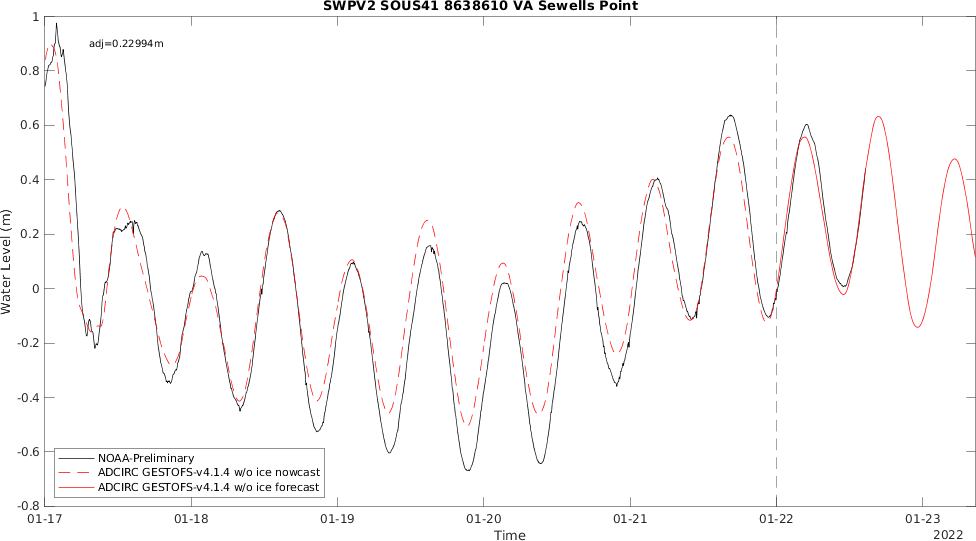 SWPV2 SOUS41 8638610 VA Sewells Point
adj=0.22994m
1
0.8
0.6
0.4
0.2
0
-0.2
-0.4
-0.6
-0.8
Water Level (m)
NOAA-Preliminary
ADCIRC GESTOFS-v4.1.4 w/o ice nowcast
ADCIRC GESTOFS-v4.1.4 w/o ice forecast
01-17 01-18 01-19 01-20 01-21 01-22 01-23
Time
2022